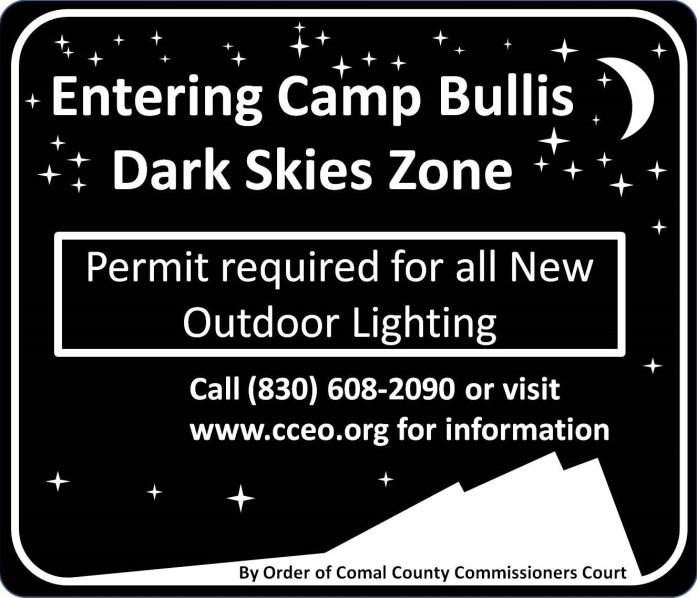 Entering Camp Bullis
Dark Skies Zone
Permit required for all New
Outdoor Lighting
Call (830) 608-2090 or visit
www.cceo.org for information
By Order of Comal County Commissioners Court